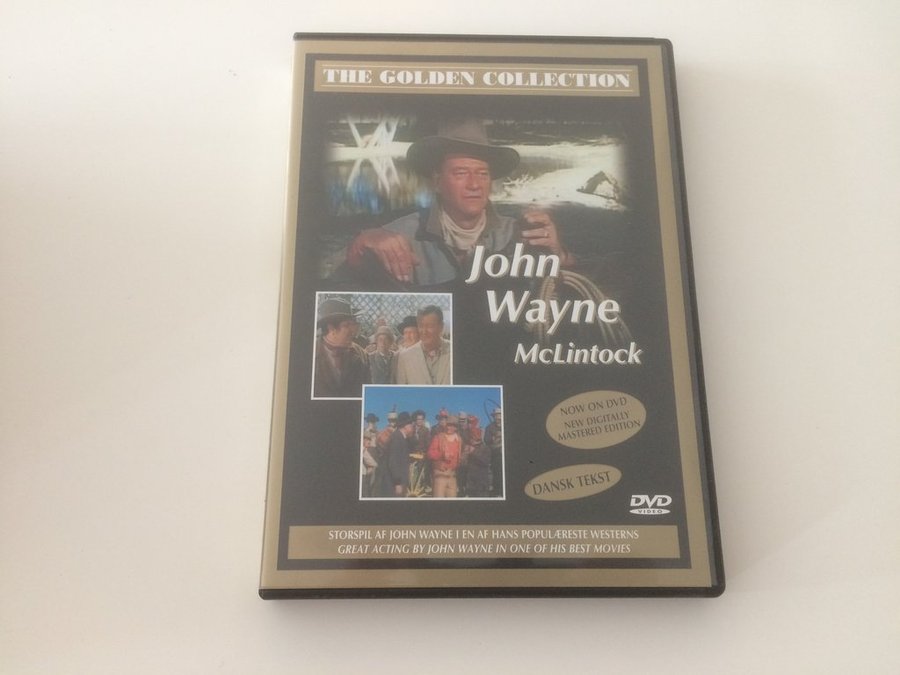 THE GOLDEN COLLECTION
John
Wayne
McLintock
NOW ON DVD
NEW DIGITALLY
MASTERED EDITION
DANSK TEKST
DVD
VIDEO
STORSPIL AF JOHN WAYNE I EN AF HANS POPULÆRESTE WESTERNS
GREAT ACTING BY JOHN WAYNE IN ONE OF HIS BEST MOVIES